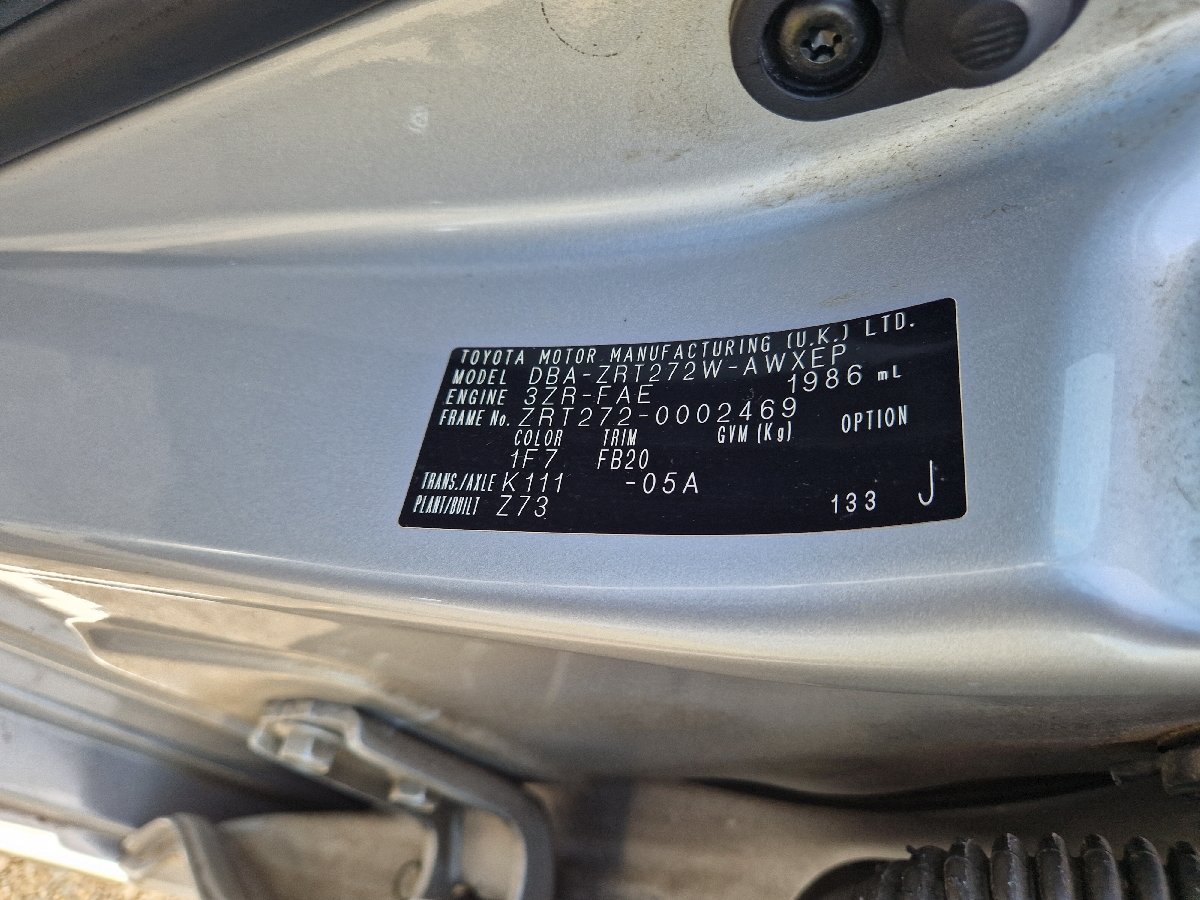 TOYOTA MOTOR MANUFACTURING (U.K.) LTD.
MODEL DBA-ZRT272W-AWXEP
ENGINE 3ZR-FAE 1986 mL
FRAME No. ZRT272-0002469
COLOR TRIM GVM (Kg) OPTION
1F7 FB20
TRANS./AXLE K111 -05A
PLANT/BUILT Z73 133 J